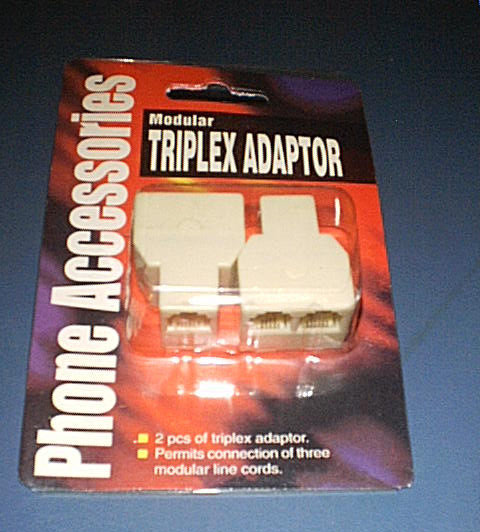 Phone Accessories
Modular
TRIPLEX ADAPTOR
2 pcs of triplex adaptor.
Permits connection of three
modular line cords.